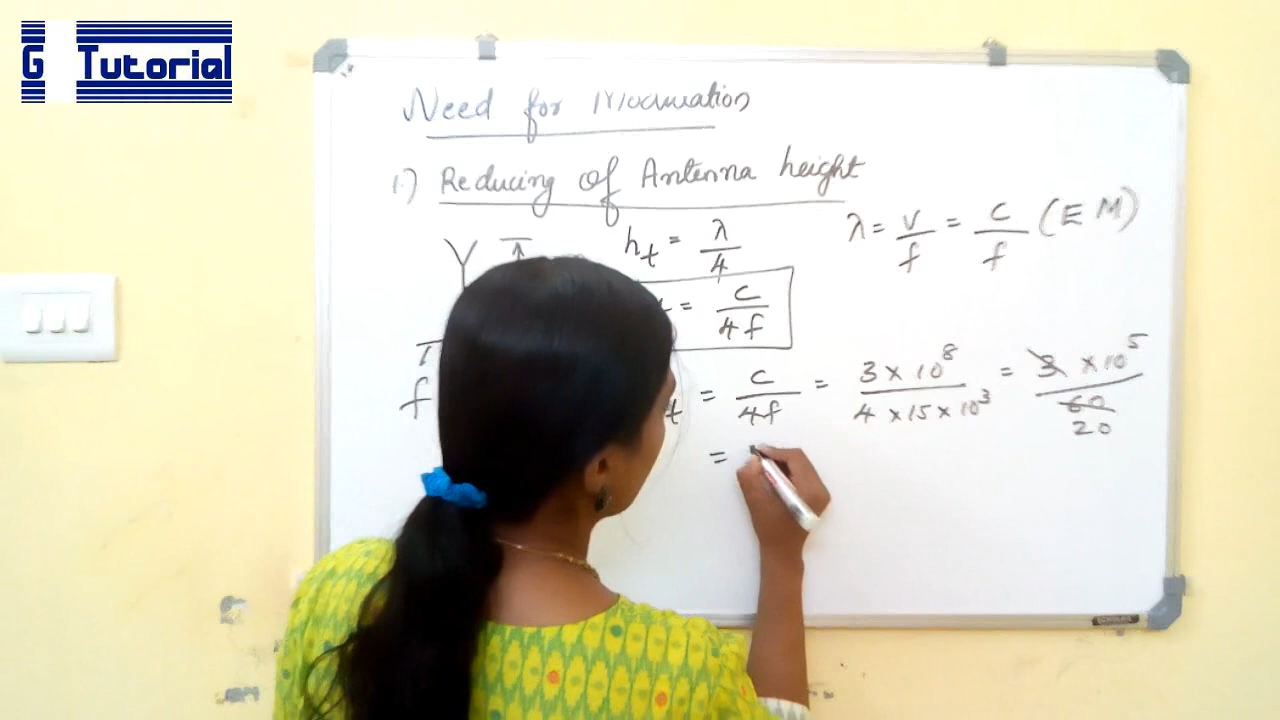 G Tutorial
Need for Modulation
1.) Reducing of Antenna height
λ = v/f = c/f (EM)
ht = λ/4
= c/4f
f
t = c/4f = 3 × 10^8 / 4 × 15 × 10^3 = 3 × 10^5 / 60 20
=